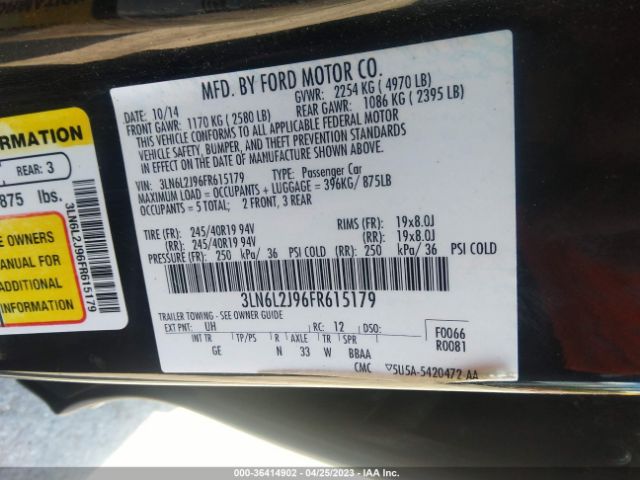 MFD. BY FORD MOTOR CO.
DATE: 10/14 GVWR: 2254 KG ( 4970 LB)
FRONT GAWR: 1170 KG ( 2580 LB) REAR GAWR: 1086 KG ( 2395 LB)
THIS VEHICLE CONFORMS TO ALL APPLICABLE FEDERAL MOTOR
VEHICLE SAFETY, BUMPER, AND THEFT PREVENTION STANDARDS
IN EFFECT ON THE DATE OF MANUFACTURE SHOWN ABOVE.
VIN: 3LN6L2J96FR615179 TYPE: Passenger Car
MAXIMUM LOAD = OCCUPANTS + LUGGAGE = 396KG/ 875LB
OCCUPANTS = 5 TOTAL; 2 FRONT, 3 REAR
TIRE (FR): 245/40R19 94V RIMS (FR): 19x8.0J
(RR): 245/40R19 94V (RR): 19x8.0J
PRESSURE (FR): 250 kPa/ 36 PSI COLD (RR): 250 kPa/ 36 PSI COLD
3LN6L2J96FR615179
TRAILER TOWING - SEE OWNER GUIDE
EXT PNT: UH RC: 12 DSO: F0066
R0081
INT TR TP/PS R AXLE TR SPR
GE N 33 W BBAA
CMC 5U5A-5420472 AA
ORMATION
REAR: 3
875 lbs.
E OWNERS
ANUAL FOR
ADDITIONAL
ORMATION
3LN6L2J96FR615179
000-36414902 - 04/25/2023 - IAA Inc.